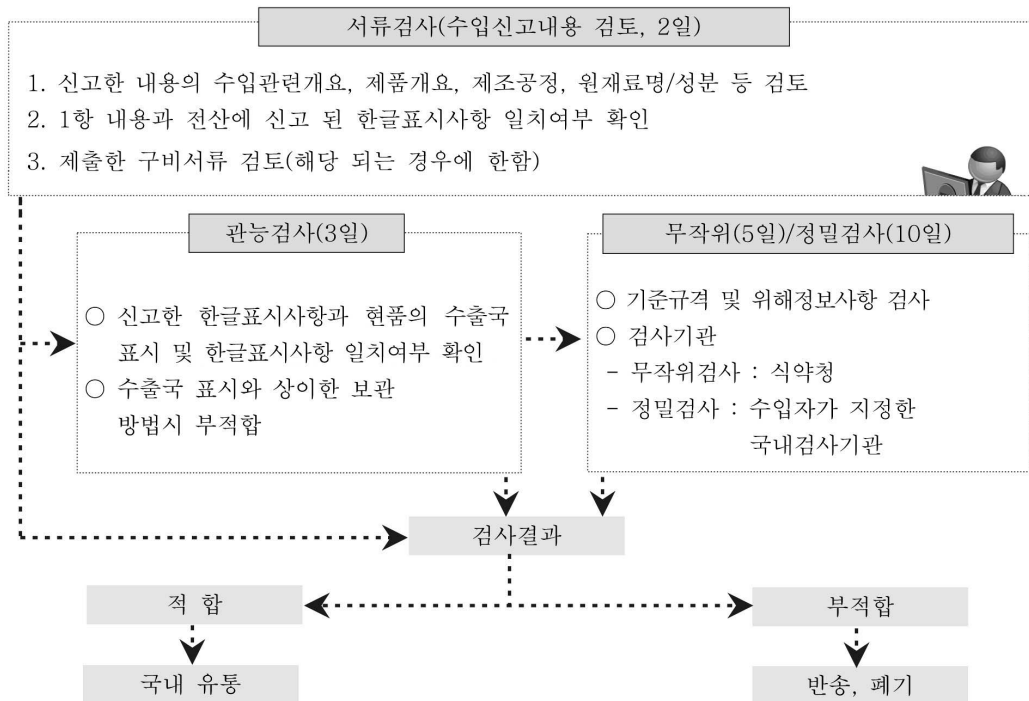 서류검사(수입신고내용 검토, 2일)
1. 신고한 내용의 수입관련개요, 제품개요, 제조공정, 원재료명/성분 등 검토
2. 1항 내용과 전산에 신고 된 한글표시사항 일치여부 확인
3. 제출한 구비서류 검토(해당 되는 경우에 한함)
관능검사(3일)
○ 신고한 한글표시사항과 현품의 수출국
표시 및 한글표시사항 일치여부 확인
○ 수출국 표시와 상이한 보관
방법시 부적합
무작위(5일)/정밀검사(10일)
○ 기준규격 및 위해정보사항 검사
○ 검사기관
- 무작위검사 : 식약청
- 정밀검사 : 수입자가 지정한
국내검사기관
검사결과
적 합
부적합
국내 유통
반송, 폐기